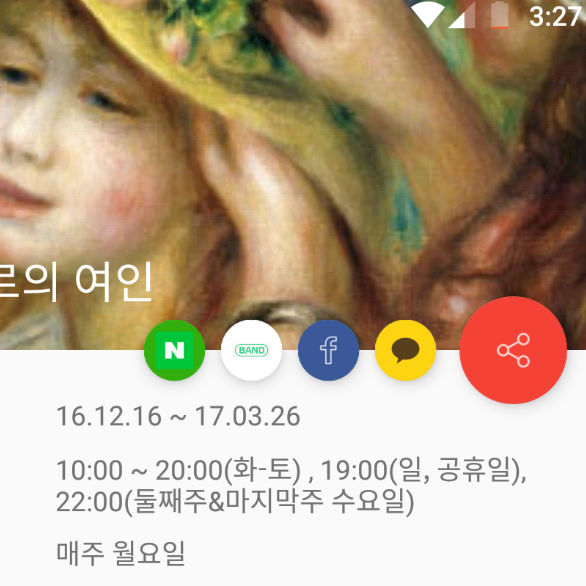 3:27
로의 여인
N
BAND
f
16.12.16 ~ 17.03.26
10:00 ~ 20:00(화-토) , 19:00(일, 공휴일),
22:00(둘째주&마지막주 수요일)
매주 월요일